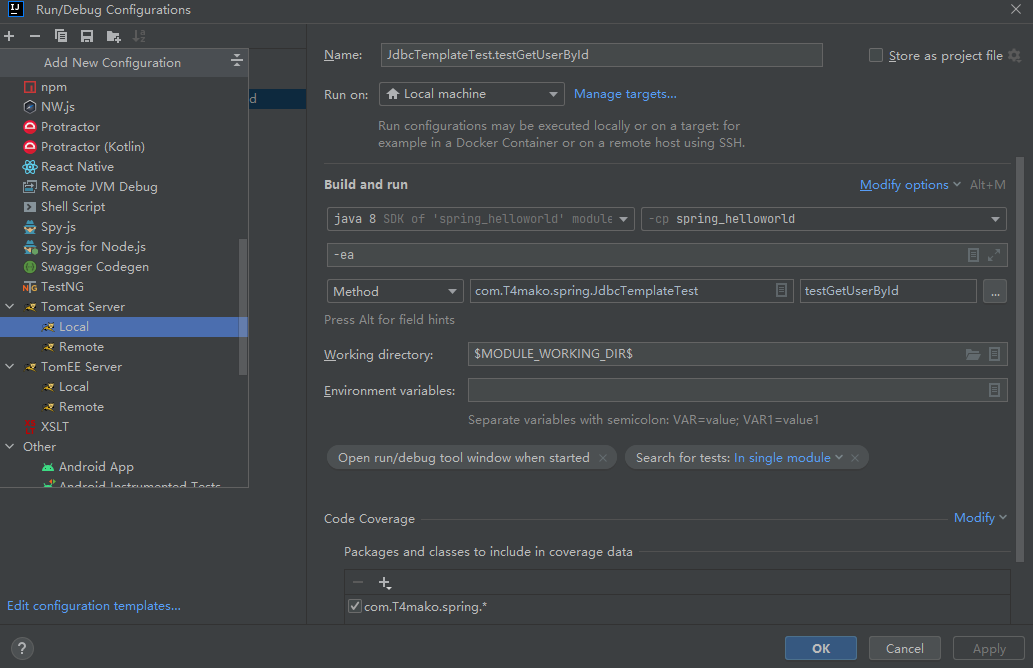 Run/Debug Configurations
Add New Configuration
npm
NW.js
Protractor
Protractor (Kotlin)
React Native
Remote JVM Debug
Shell Script
Spy-js
Spy-js for Node.js
Swagger Codegen
TestNG
Tomcat Server
Local
Remote
TomEE Server
Local
Remote
XSLT
Other
Android App
Android Instrumented Tests
Edit configuration templates...
d
Name: JdbcTemplateTest.testGetUserById Store as project file
Run on: Local machine Manage targets...
Run configurations may be executed locally or on a target: for
example in a Docker Container or on a remote host using SSH.
Build and run Modify options Alt+M
java 8 SDK of 'spring_helloworld' module -cp spring_helloworld
-ea
Method com.T4mako.spring.JdbcTemplateTest testGetUserById ...
Press Alt for field hints
Working directory: $MODULE_WORKING_DIR$
Environment variables:
Separate variables with semicolon: VAR=value; VAR1=value1
Open run/debug tool window when started × Search for tests: In single module ×
Code Coverage Modify
Packages and classes to include in coverage data
com.T4mako.spring.*
? OK Cancel Apply